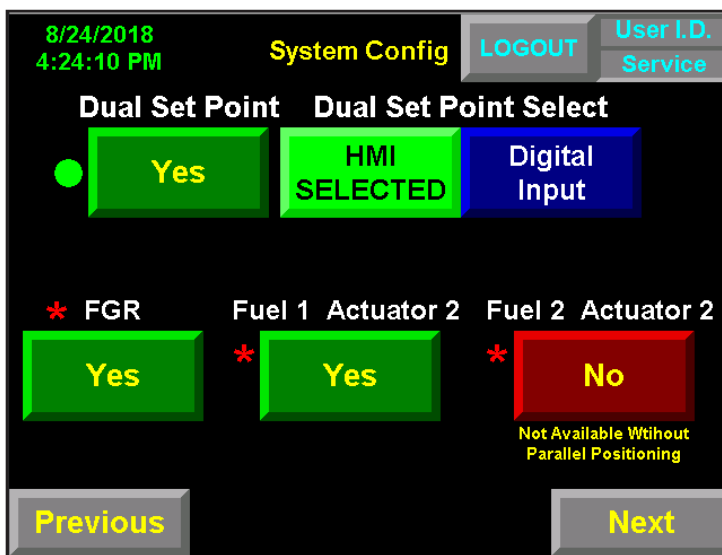 8/24/2018
4:24:10 PM
System Config
LOGOUT
User I.D.
Service
Dual Set Point
Dual Set Point Select
Yes
HMI
SELECTED
Digital
Input
* FGR
Fuel 1 Actuator 2
Fuel 2 Actuator 2
Yes
* Yes
* No
Not Available Wtihout
Parallel Positioning
Previous
Next